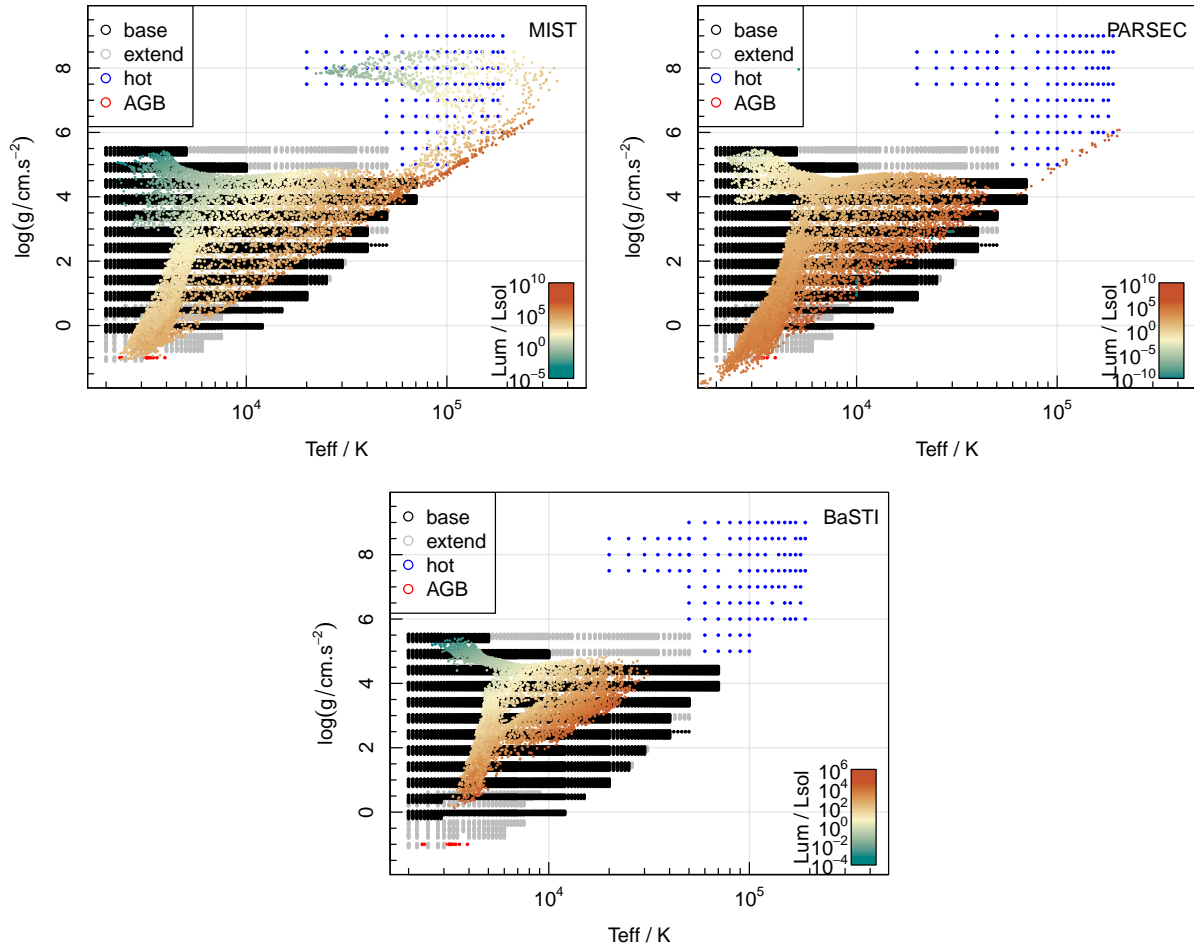 base
extend
hot
AGB
MIST
log(g/cm.s⁻²)
8
6
4
2
0
Lum / Lsol
10¹⁰
10⁵
10⁰
10⁻⁵
10⁴
10⁵
Teff / K
base
extend
hot
AGB
PARSEC
log(g/cm.s⁻²)
8
6
4
2
0
Lum / Lsol
10¹⁰
10⁵
10⁰
10⁻⁵
10⁻¹⁰
10⁴
10⁵
Teff / K
base
extend
hot
AGB
BaSTI
log(g/cm.s⁻²)
8
6
4
2
0
Lum / Lsol
10⁶
10⁴
10²
10⁰
10⁻²
10⁻⁴
10⁴
10⁵
Teff / K